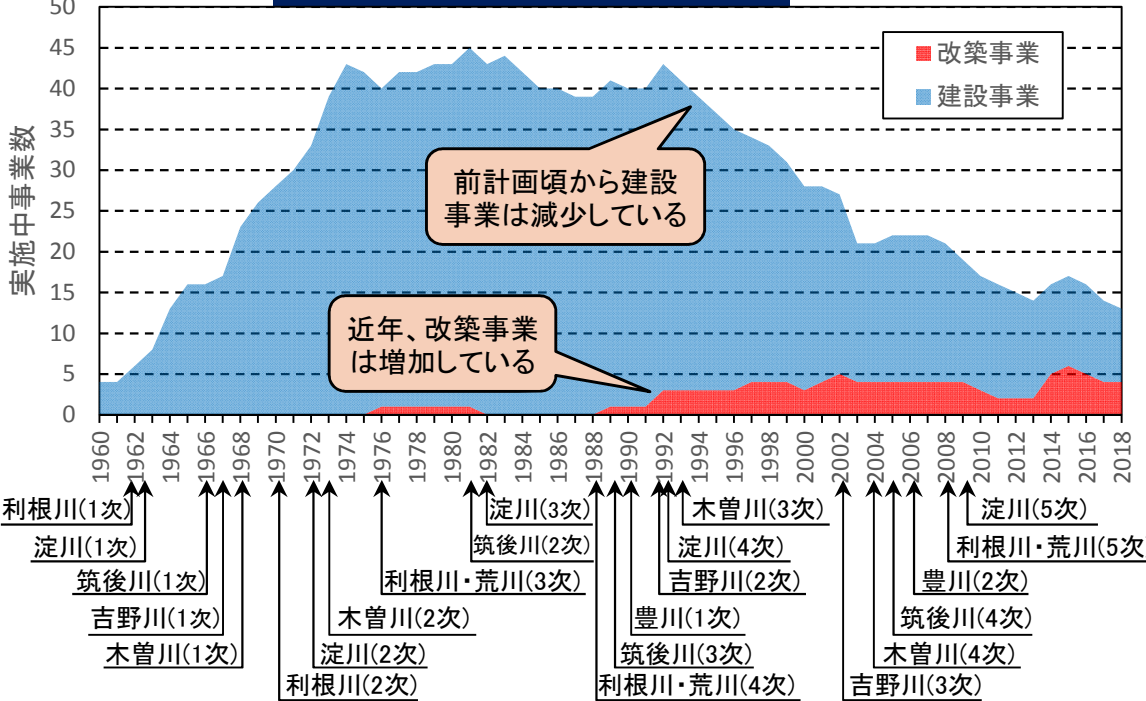 50
45
40
35
30
25
20
15
10
5
0
実施中事業数
改築事業
建設事業
前計画頃から建設
事業は減少している
近年、改築事業
は増加している
1960
1962
1964
1966
1968
1970
1972
1974
1976
1978
1980
1982
1984
1986
1988
1990
1992
1994
1996
1998
2000
2002
2004
2006
2008
2010
2012
2014
2016
2018
利根川(1次)
淀川(3次)
木曽川(3次)
淀川(5次)
淀川(1次)
筑後川(2次)
淀川(4次)
利根川・荒川(5次
筑後川(1次)
利根川・荒川(3次)
吉野川(2次)
豊川(2次)
吉野川(1次)
木曽川(2次)
豊川(1次)
筑後川(4次)
木曽川(1次)
淀川(2次)
筑後川(3次)
木曽川(4次)
利根川(2次)
利根川・荒川(4次)
吉野川(3次)